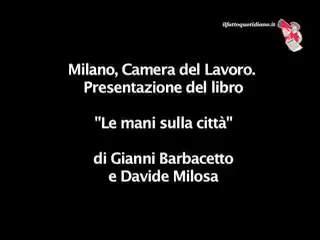 ilfattoquotidiano.it
Milano, Camera del Lavoro.
Presentazione del libro
"Le mani sulla città"
di Gianni Barbacetto
e Davide Milosa